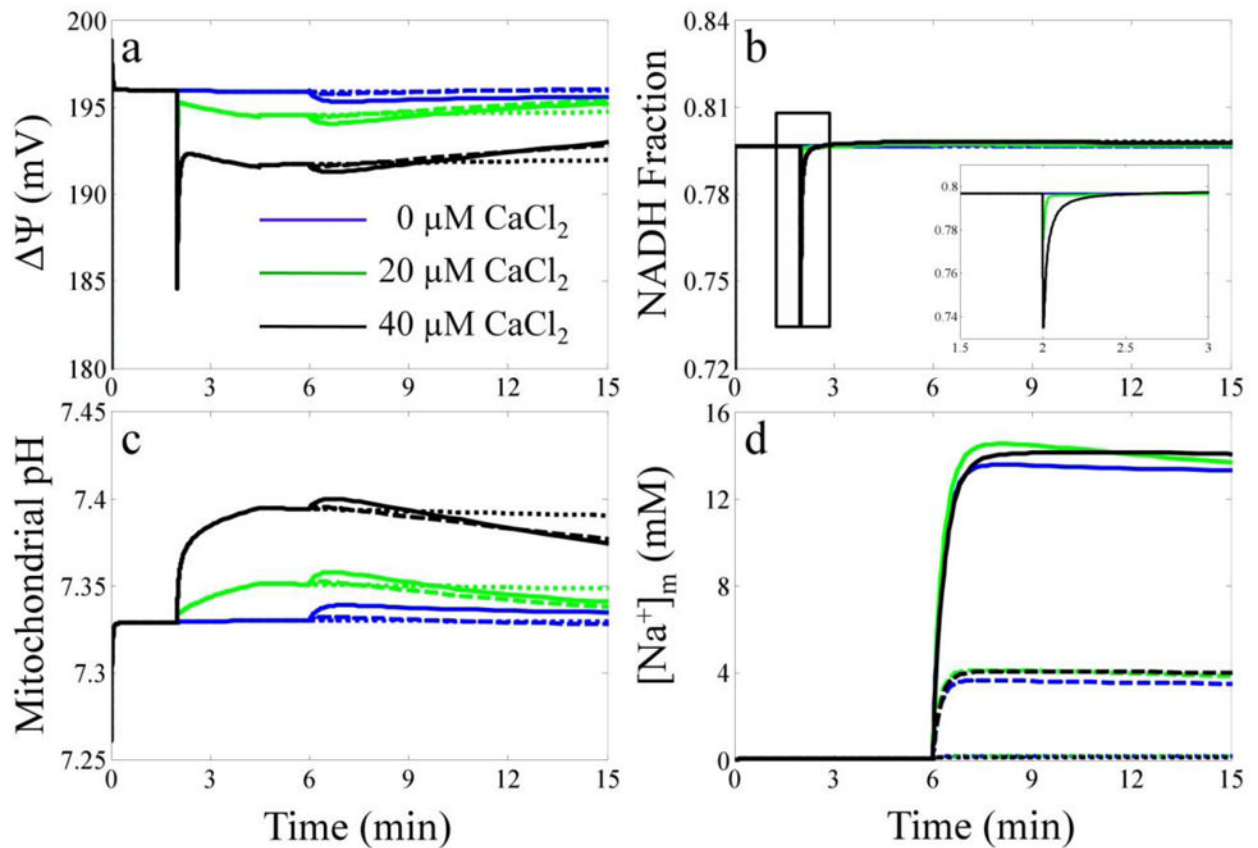 a
ΔΨ (mV)
200
195
190
185
180
0 μM CaCl₂
20 μM CaCl₂
40 μM CaCl₂
0 3 6 9 12 15
b
NADH Fraction
0.84
0.81
0.78
0.75
0.72
0.8
0.78
0.76
0.74
1.5 2 2.5 3
0 3 6 9 12 15
c
Mitochondrial pH
7.45
7.4
7.35
7.3
7.25
0 3 6 9 12 15
Time (min)
d
[Na⁺]ₘ (mM)
16
12
8
4
0
0 3 6 9 12 15
Time (min)